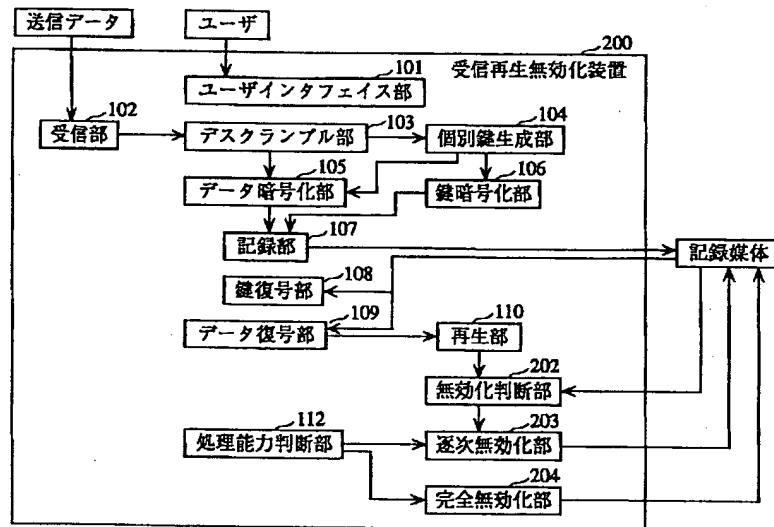 送信データ
ユーザ
200
受信再生無効化装置
101
ユーザインタフェイス部
102
受信部
103
デスクランブル部
104
個別鍵生成部
105
データ暗号化部
106
鍵暗号化部
107
記録部
記録媒体
108
鍵復号部
109
データ復号部
110
再生部
202
無効化判断部
112
処理能力判断部
203
逐次無効化部
204
完全無効化部